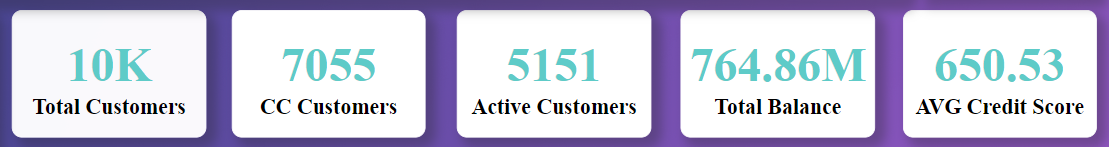 10K
Total Customers
7055
CC Customers
5151
Active Customers
764.86M
Total Balance
650.53
AVG Credit Score